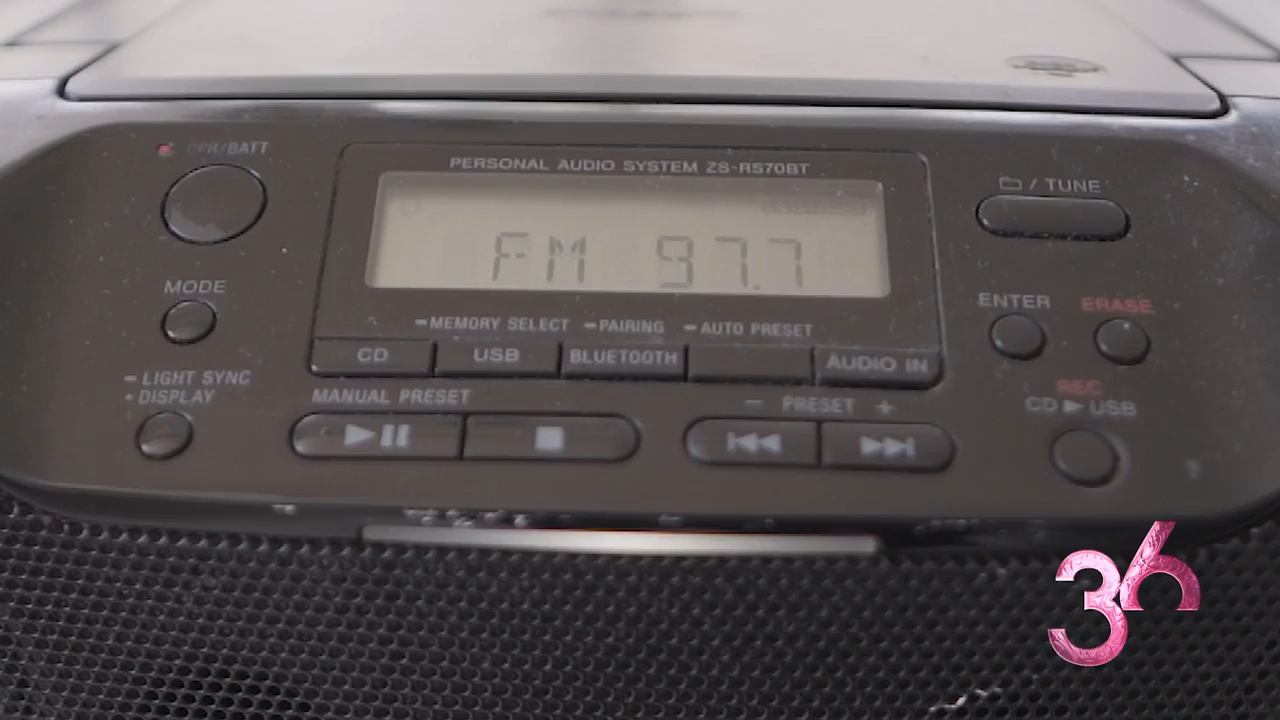 OPR/BATT
PERSONAL AUDIO SYSTEM ZS-R570BT
/ TUNE
FM 97.7
MODE
ENTER
ERASE
MEMORY SELECT
PAIRING
AUTO PRESET
CD
USB
BLUETOOTH
AUDIO IN
LIGHT SYNC
• DISPLAY
MANUAL PRESET
– PRESET +
REC
CD ▶ USB
36